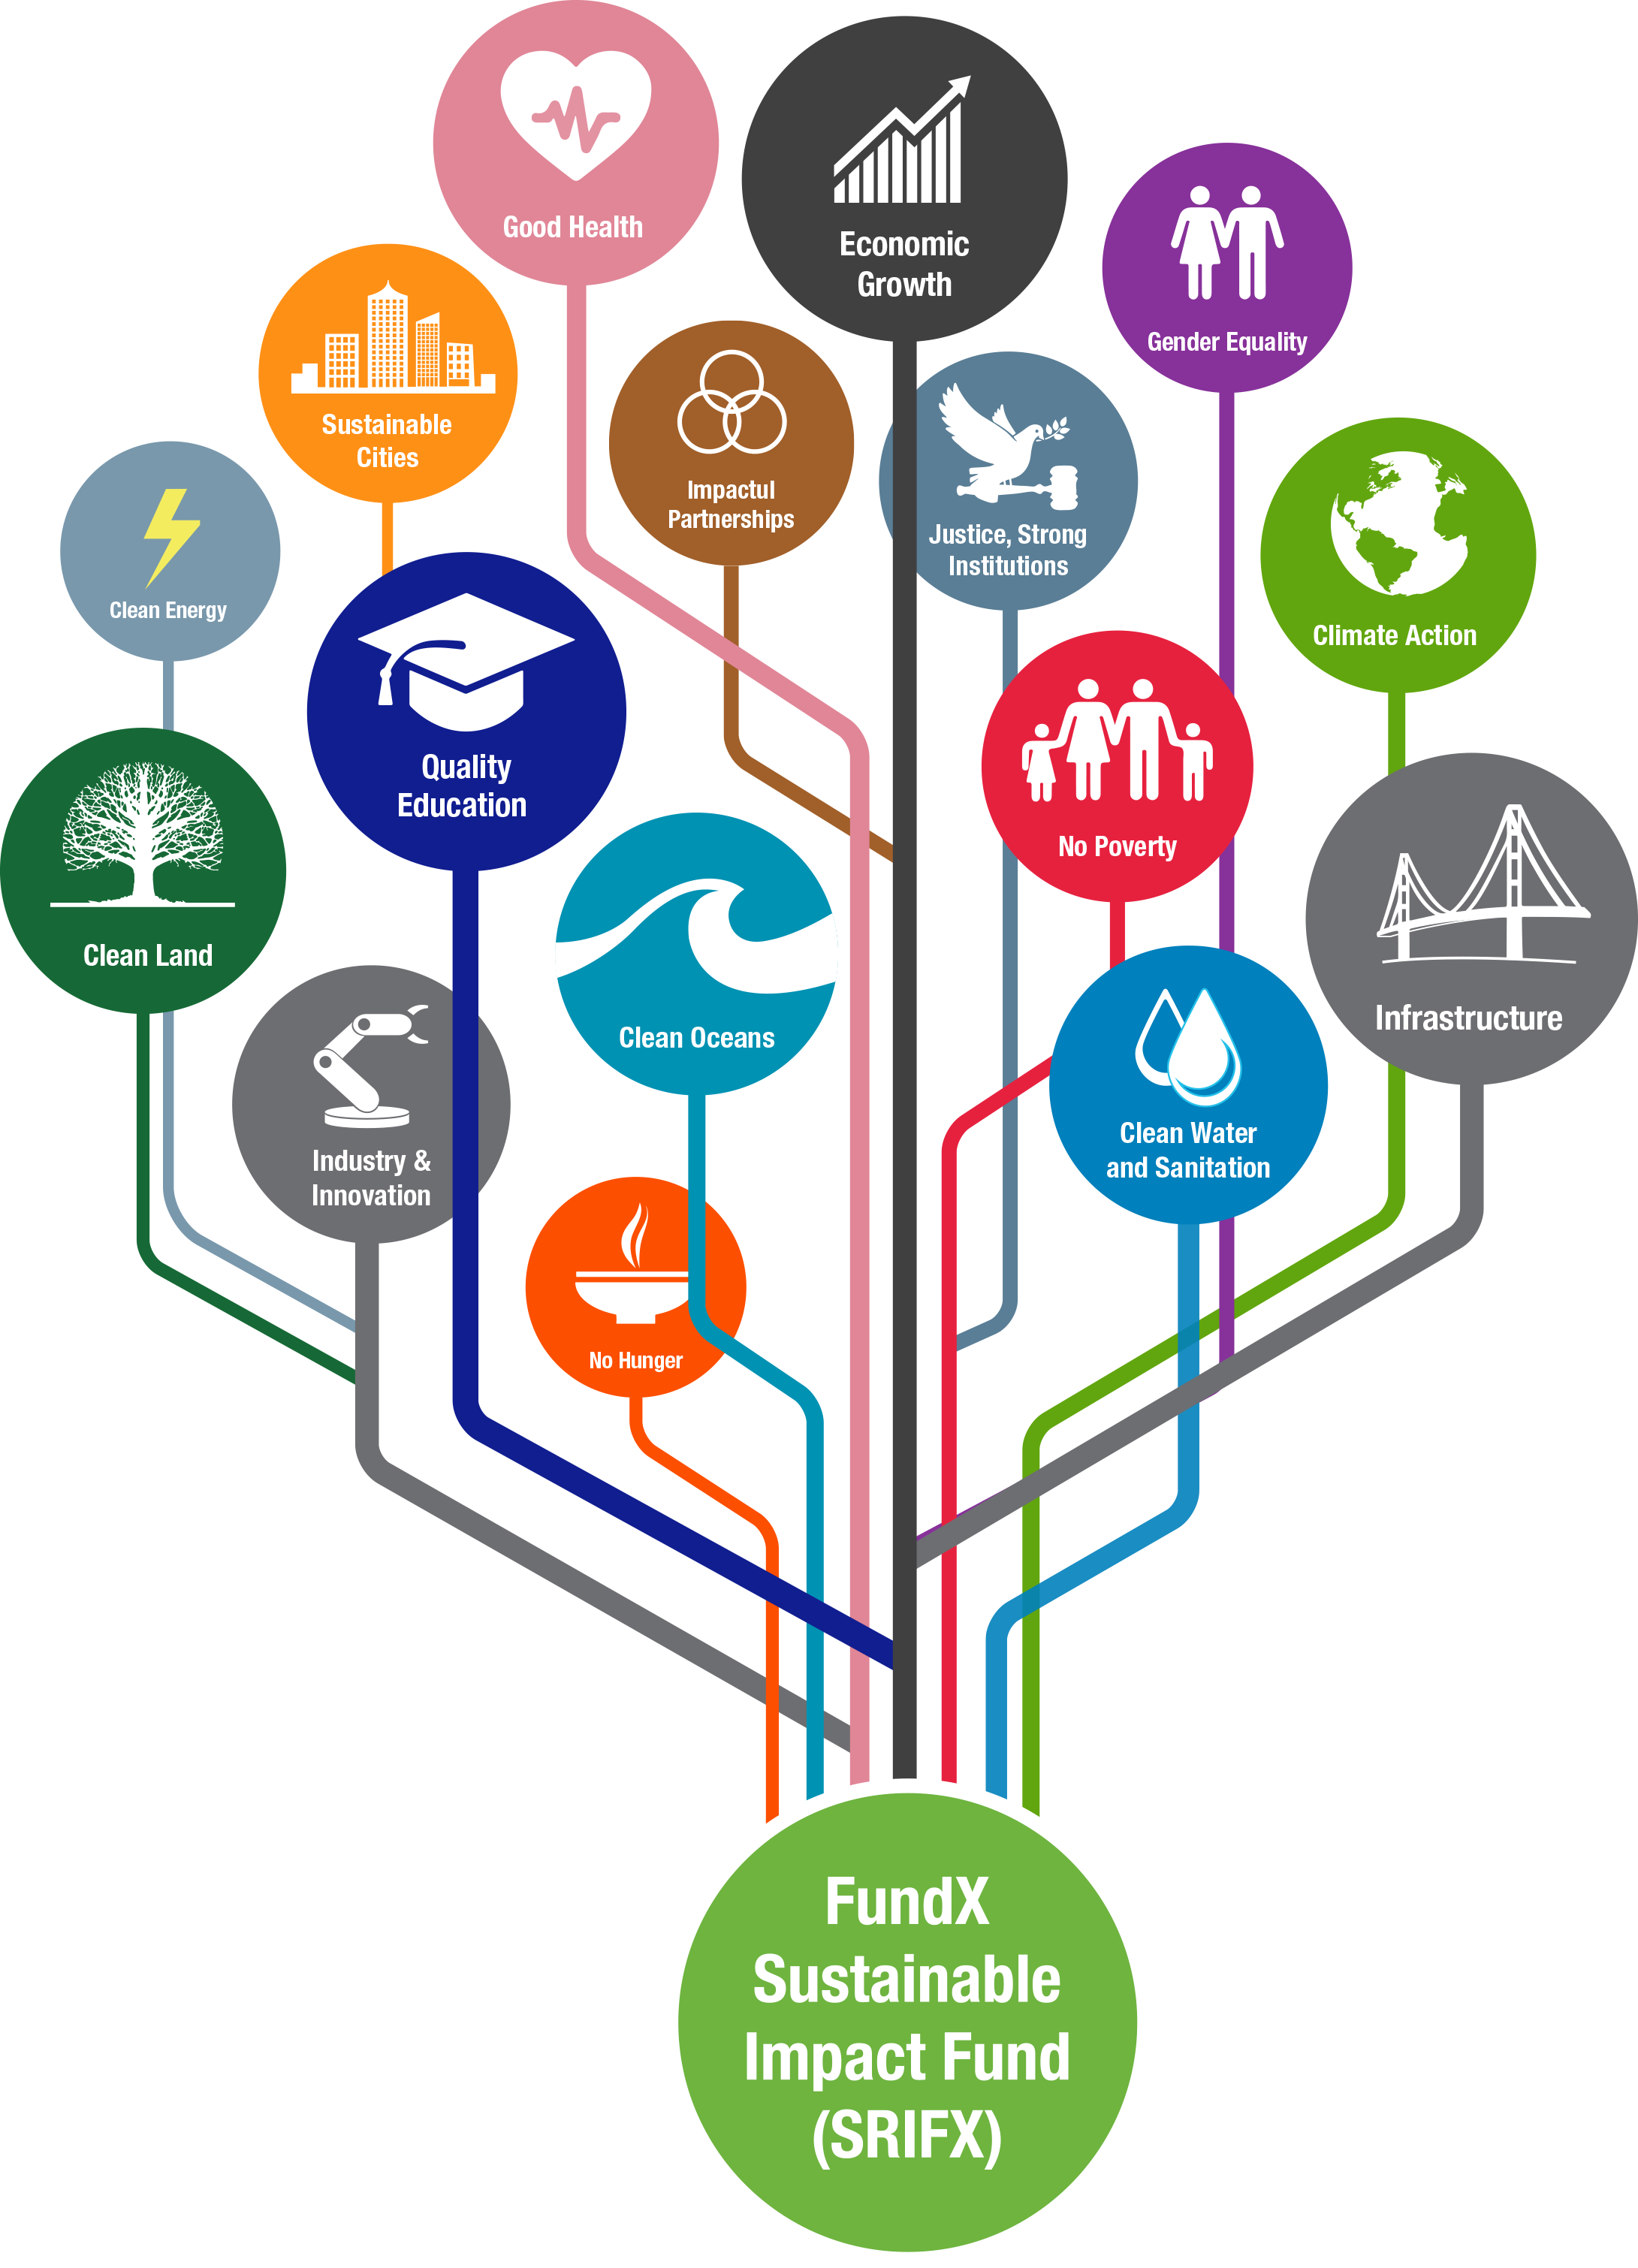 Good Health
Economic
Growth
Gender Equality
Sustainable
Cities
Impactul
Partnerships
Justice, Strong
Institutions
Clean Energy
Climate Action
Quality
Education
No Poverty
Clean Land
Clean Oceans
Infrastructure
Industry &
Innovation
Clean Water
and Sanitation
No Hunger
FundX
Sustainable
Impact Fund
(SRIFX)